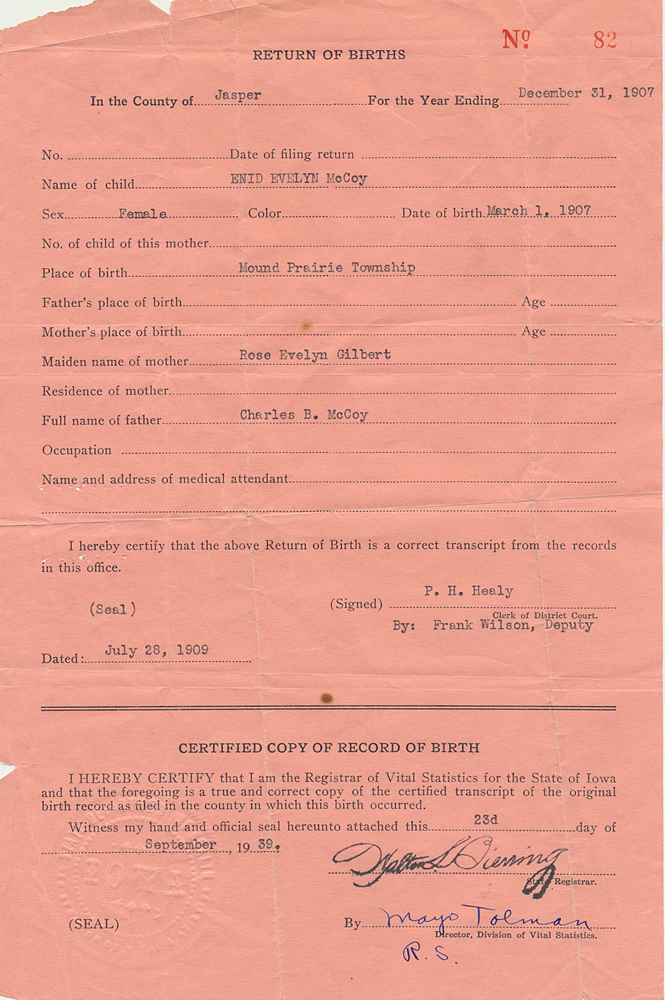 Nº 82
RETURN OF BIRTHS
In the County of Jasper For the Year Ending December 31, 1907
No. Date of filing return
Name of child ENID EVELYN McCoy
Sex Female Color Date of birth March 1, 1907
No. of child of this mother
Place of birth Mound Prairie Township
Father's place of birth Age
Mother's place of birth Age
Maiden name of mother Rose Evelyn Gilbert
Residence of mother
Full name of father Charles B. McCoy
Occupation
Name and address of medical attendant
I hereby certify that the above Return of Birth is a correct transcript from the records
in this office.
P. H. Healy
(Seal) (Signed)
Clerk of District Court.
By: Frank Wilson, Deputy
Dated: July 28, 1909
CERTIFIED COPY OF RECORD OF BIRTH
I HEREBY CERTIFY that I am the Registrar of Vital Statistics for the State of Iowa
and that the foregoing is a true and correct copy of the certified transcript of the original
birth record as filed in the county in which this birth occurred.
Witness my hand and official seal hereunto attached this 23d day of
September, 19 39.
Walter L. Bierring
State Registrar.
(SEAL) By Mayo Tolman
Director, Division of Vital Statistics.
R. S.